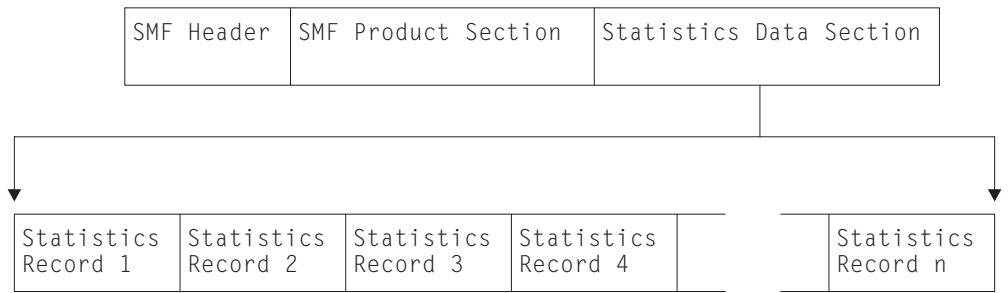 SMF Header
SMF Product Section
Statistics Data Section
Statistics
Record 1
Statistics
Record 2
Statistics
Record 3
Statistics
Record 4
Statistics
Record n